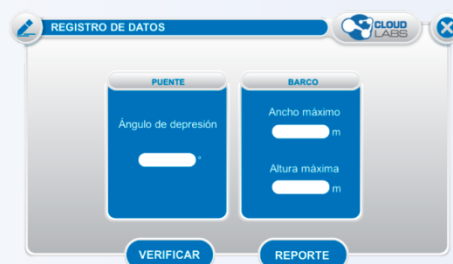 REGISTRO DE DATOS
CLOUD
LABS
PUENTE
Ángulo de depresión
°
BARCO
Ancho máximo
m
Altura máxima
m
VERIFICAR
REPORTE